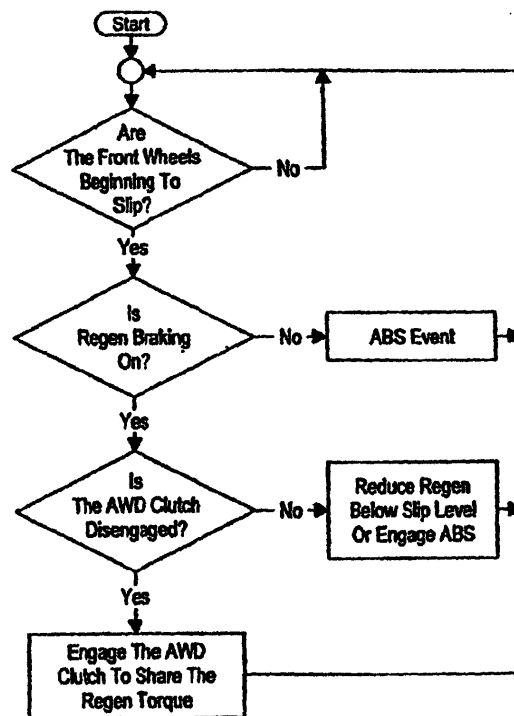 Start
Are
The Front Wheels
Beginning To
Slip?
No
Yes
Is
Regen Braking
On?
No
ABS Event
Yes
Is
The AWD Clutch
Disengaged?
No
Reduce Regen
Below Slip Level
Or Engage ABS
Yes
Engage The AWD
Clutch To Share The
Regen Torque